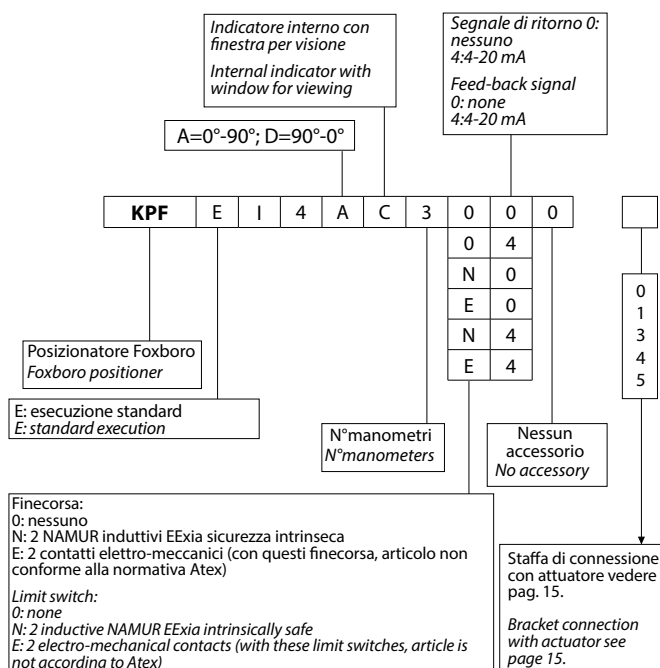 Indicatore interno con
finestra per visione
Internal indicator with
window for viewing
Segnale di ritorno 0:
nessuno
4:4-20 mA
Feed-back signal
0: none
4:4-20 mA
A=0°-90°; D=90°-0°
KPF E I 4 A C 3 0 0 0
0 4
N 0
E 0
N 4
E 4
0
1
3
4
5
Posizionatore Foxboro
Foxboro positioner
E: esecuzione standard
E: standard execution
N°manometri
N°manometers
Nessun
accessorio
No accessory
Finecorsa:
0: nessuno
N: 2 NAMUR induttivi EExia sicurezza intrinseca
E: 2 contatti elettro-meccanici (con questi finecorsa, articolo non
conforme alla normativa Atex)
Limit switch:
0: none
N: 2 inductive NAMUR EExia intrinsically safe
E: 2 electro-mechanical contacts (with these limit switches, article is
not according to Atex)
Staffa di connessione
con attuatore vedere
pag. 15.
Bracket connection
with actuator see
page 15.